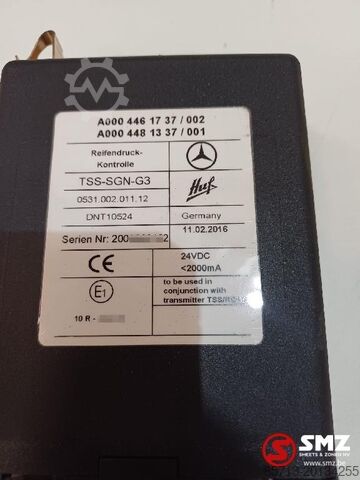 A000 446 17 37 / 002
A000 448 13 37 / 001
Reifendruck-
Kontrolle
TSS-SGN-G3
Huf
0531.002.011.12
DNT10524
Germany
11.02.2016
Serien Nr: 200
24VDC
<2000mA
CE
E1
to be used in
conjunction with
transmitter
10 R -
SMZ
SHEETS & ZONEN NV
www.smz.be